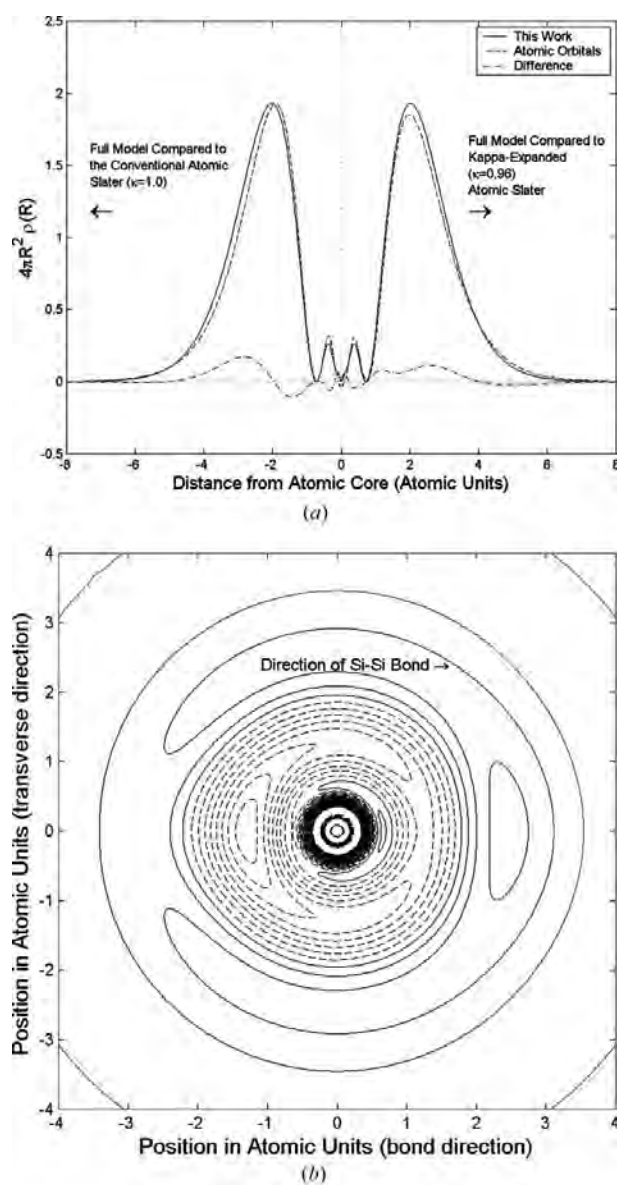 2.5
2
1.5
1
0.5
0
-0.5
4πR² ρ(R)
This Work
Atomic Orbitals
Difference
Full Model Compared to
the Conventional Atomic
Slater (κ=1.0)
←
Full Model Compared to
Kappa-Expanded
(κ=0,96)
Atomic Slater
→
-8 -6 -4 -2 0 2 4 6 8
Distance from Atomic Core (Atomic Units)
(a)
4
3
2
1
0
-1
-2
-3
-4
Position in Atomic Units (transverse direction)
Direction of Si-Si Bond →
-4 -3 -2 -1 0 1 2 3 4
Position in Atomic Units (bond direction)
(b)